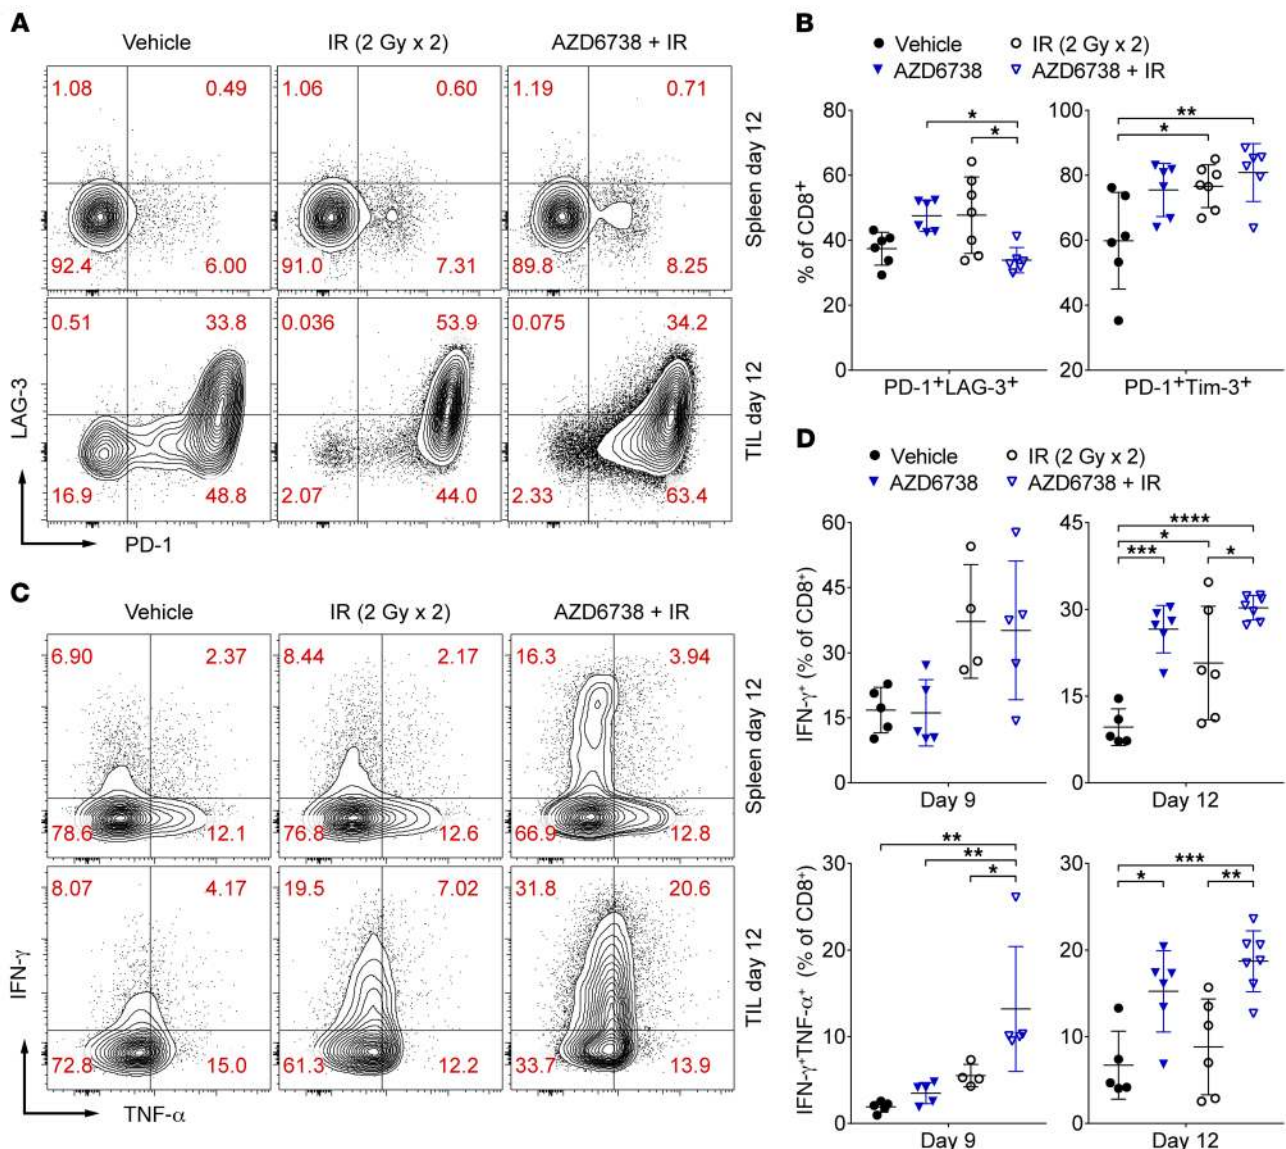 A
Vehicle
IR (2 Gy x 2)
AZD6738 + IR
1.08
0.49
1.06
0.60
1.19
0.71
92.4
6.00
91.0
7.31
89.8
8.25
Spleen day 12
0.51
33.8
0.036
53.9
0.075
34.2
16.9
48.8
2.07
44.0
2.33
63.4
TIL day 12
LAG-3
PD-1
B
Vehicle
IR (2 Gy x 2)
AZD6738
AZD6738 + IR
% of CD8⁺
80
60
40
20
0
*
*
PD-1⁺LAG-3⁺
100
80
60
40
20
**
*
PD-1⁺Tim-3⁺
C
Vehicle
IR (2 Gy x 2)
AZD6738 + IR
6.90
2.37
8.44
2.17
16.3
3.94
78.6
12.1
76.8
12.6
66.9
12.8
Spleen day 12
8.07
4.17
19.5
7.02
31.8
20.6
72.8
15.0
61.3
12.2
33.7
13.9
TIL day 12
IFN-γ
TNF-α
D
Vehicle
IR (2 Gy x 2)
AZD6738
AZD6738 + IR
IFN-γ⁺ (% of CD8⁺)
60
45
30
15
0
Day 9
45
30
15
0
****
*
***
*
Day 12
IFN-γ⁺TNF-α⁺ (% of CD8⁺)
30
20
10
0
**
**
*
Day 9
30
20
10
0
***
*
**
Day 12